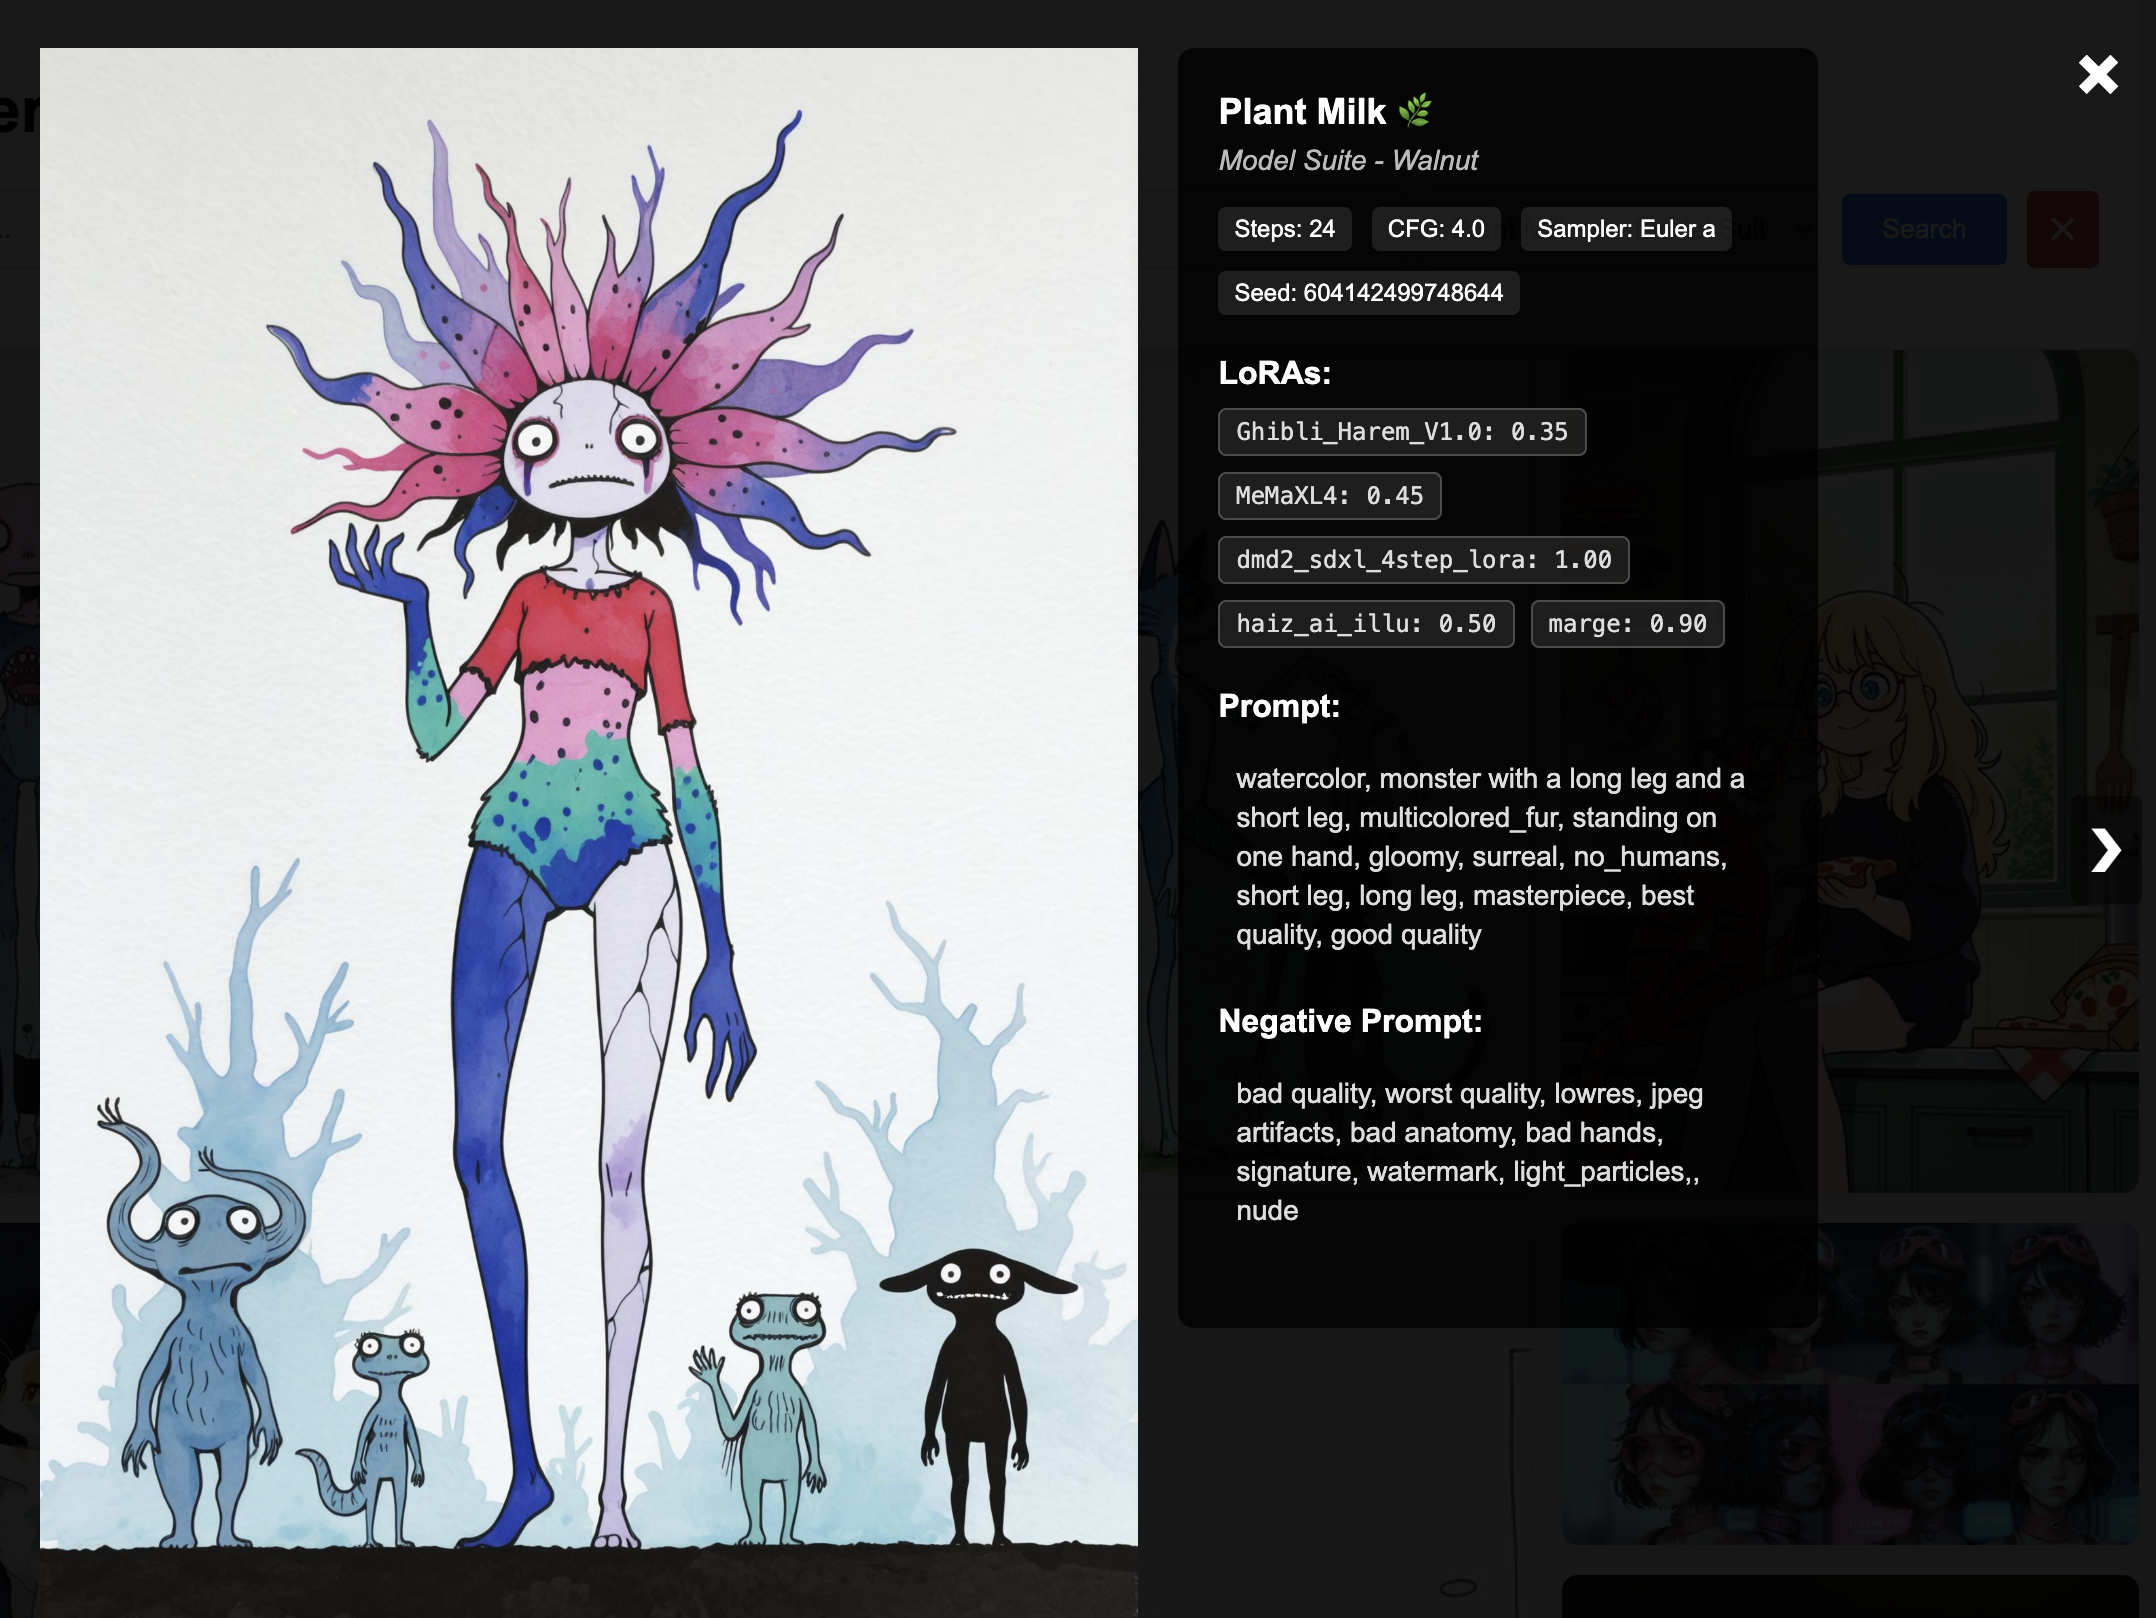 er
Plant Milk 🌿
Model Suite - Walnut
Steps: 24 CFG: 4.0 Sampler: Euler a
Search
Seed: 604142499748644
LoRAs:
Ghibli_Harem_V1.0: 0.35
MeMaXL4: 0.45
dmd2_sdxl_4step_lora: 1.00
haiz_ai_illu: 0.50 marge: 0.90
Prompt:
watercolor, monster with a long leg and a
short leg, multicolored_fur, standing on
one hand, gloomy, surreal, no_humans,
short leg, long leg, masterpiece, best
quality, good quality
Negative Prompt:
bad quality, worst quality, lowres, jpeg
artifacts, bad anatomy, bad hands,
signature, watermark, light_particles,,
nude